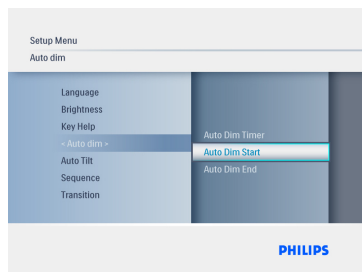 Setup Menu
Auto dim
Language
Brightness
Key Help
« Auto dim »
Auto Tilt
Sequence
Transition
Auto Dim Timer
Auto Dim Start
Auto Dim End
PHILIPS